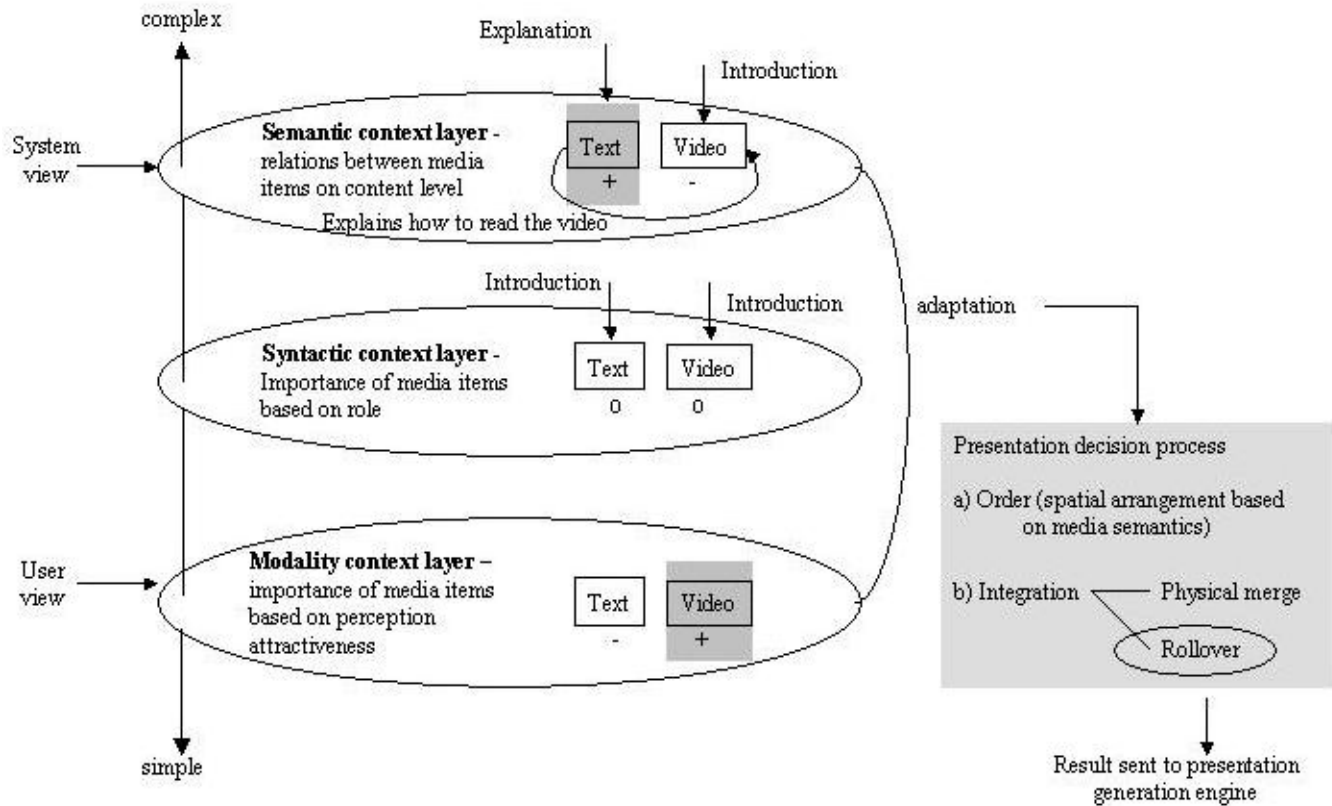 complex
Explanation
Introduction
System
view
Semantic context layer -
relations between media
items on content level
Text
Video
+
-
Explains how to read the video
Introduction
Introduction
adaptation
Syntactic context layer -
Importance of media items
based on role
Text
Video
o
o
Presentation decision process
a) Order (spatial arrangement based
on media semantics)
b) Integration
Physical merge
Rollover
User
view
Modality context layer –
importance of media items
based on perception
attractiveness
Text
Video
-
+
simple
Result sent to presentation
generation engine